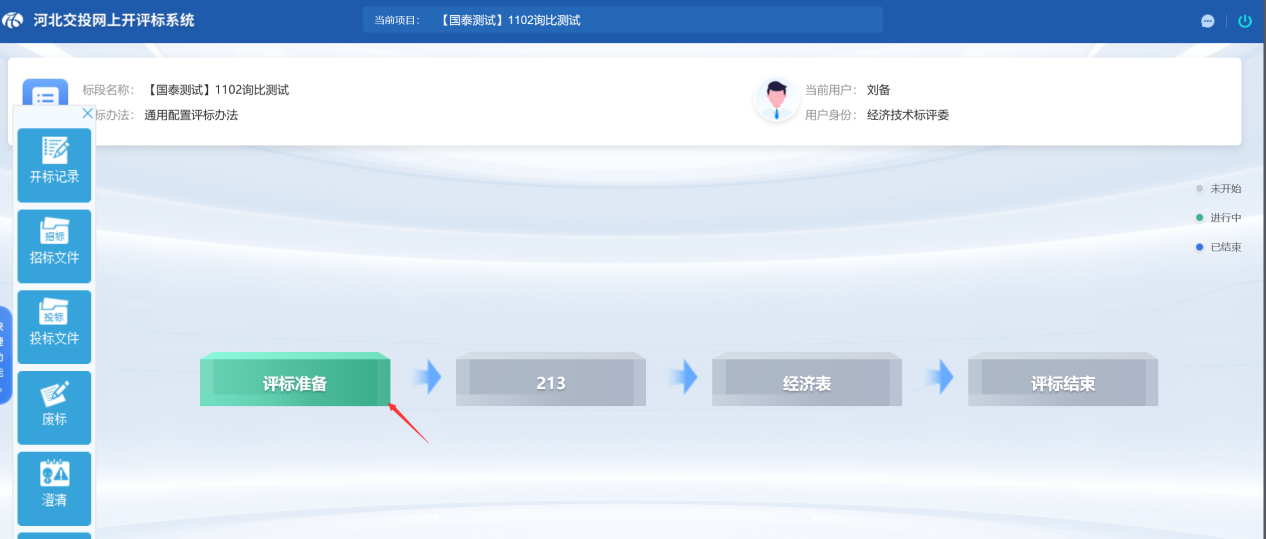 河北交投网上开评标系统
当前项目： 【国泰测试】1102询比测试
标段名称： 【国泰测试】1102询比测试
标办法： 通用配置评标办法
当前用户： 刘备
用户身份： 经济技术标评委
开标记录
招标
招标文件
投标
投标文件
废标
澄清
未开始
进行中
已结束
评标准备
213
经济表
评标结束